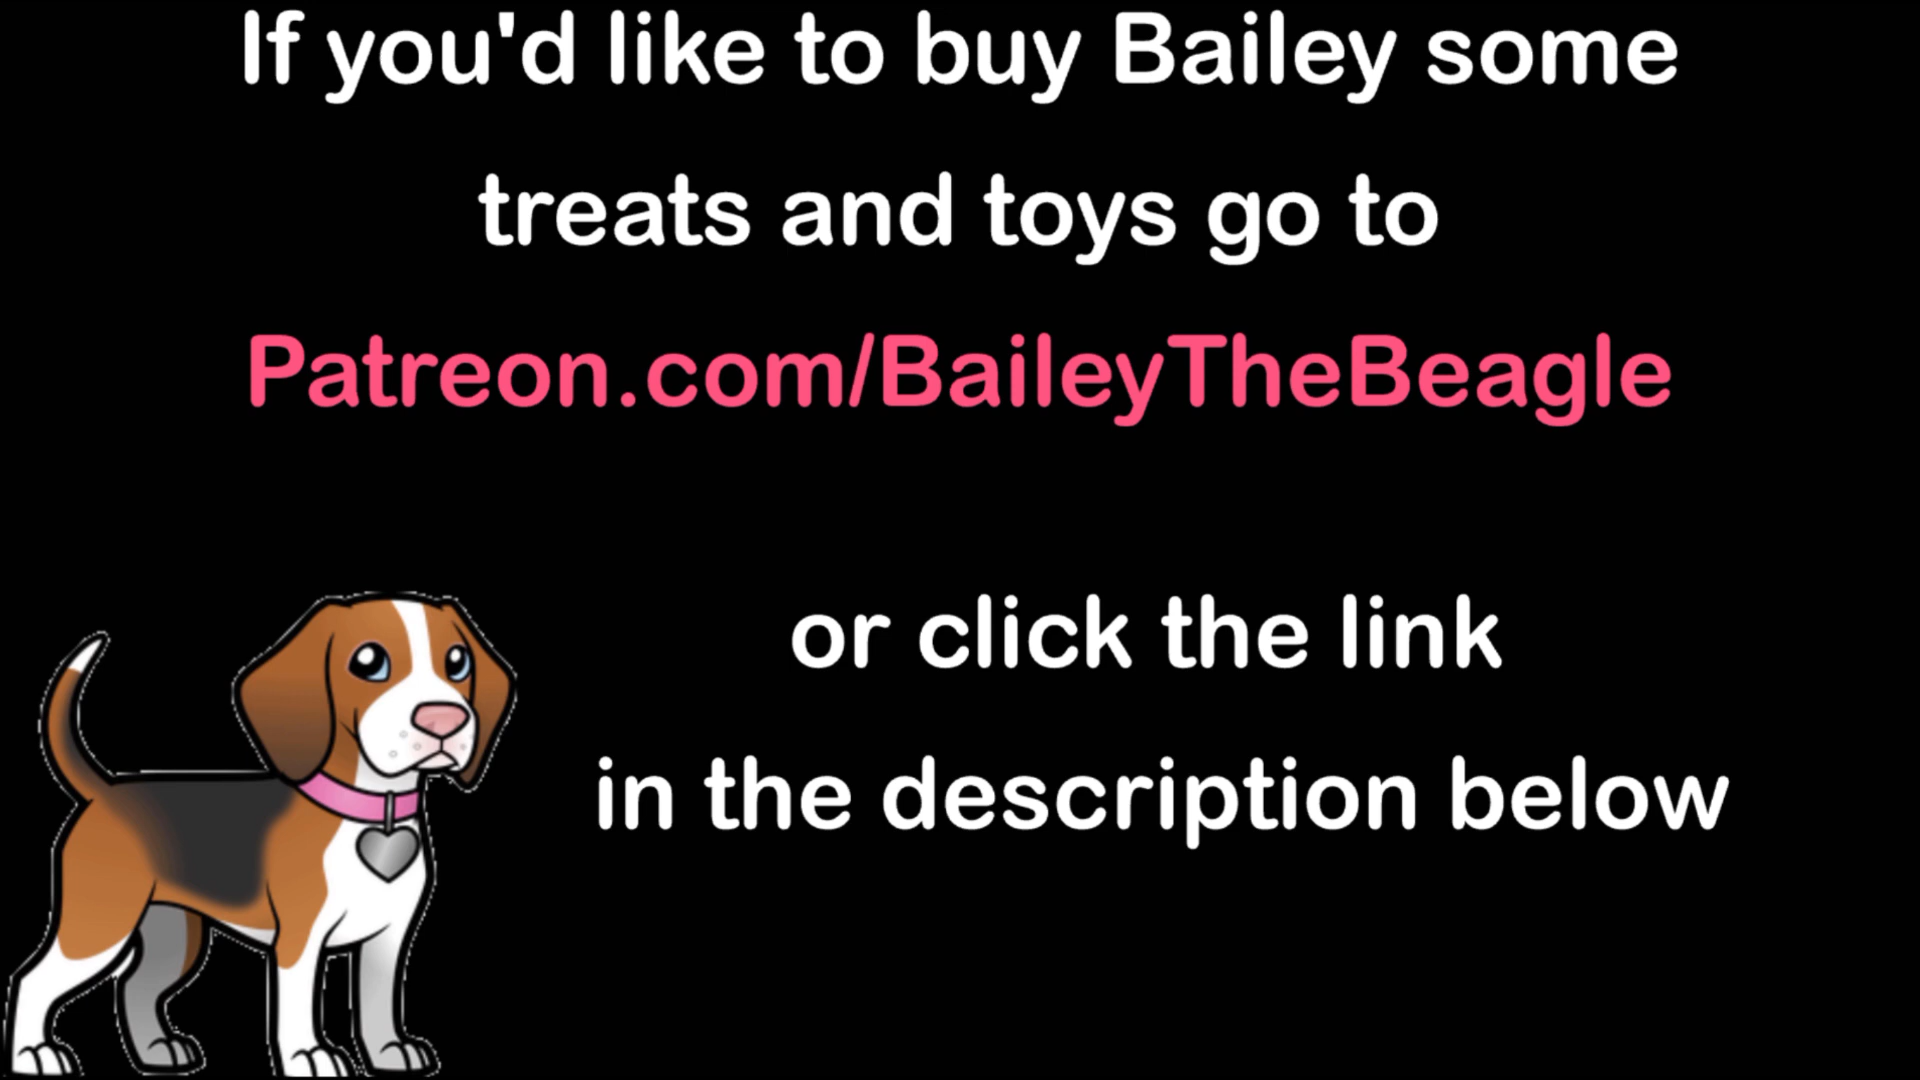 If you'd like to buy Bailey some
treats and toys go to
Patreon.com/BaileyTheBeagle
or click the link
in the description below